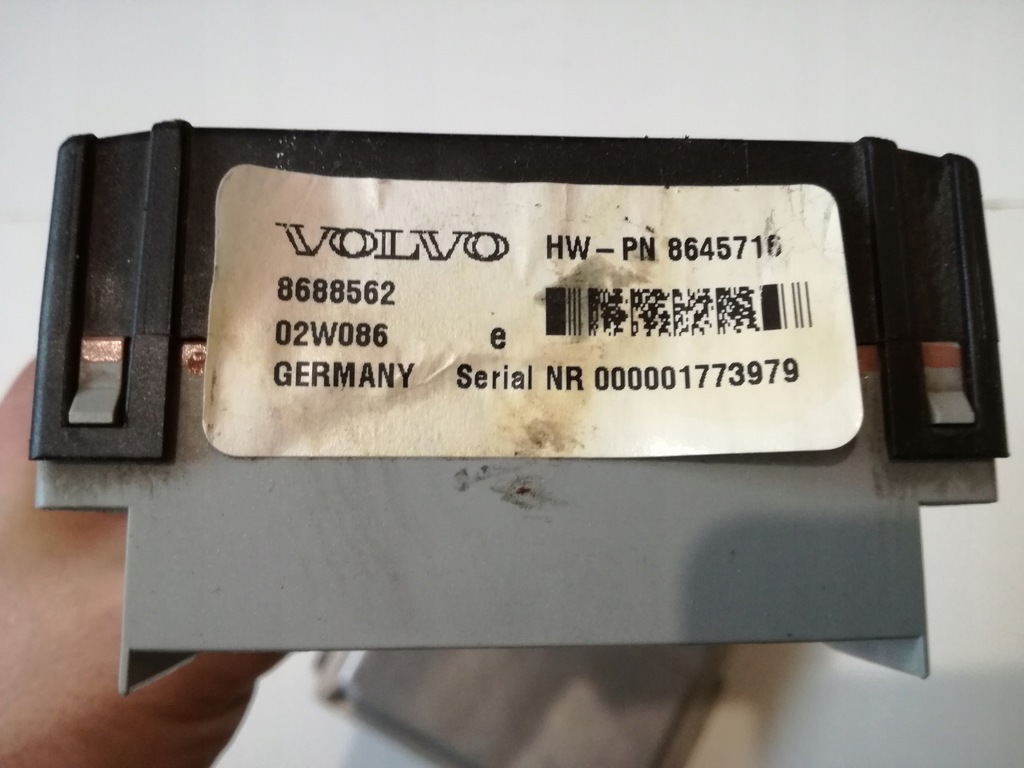 VOLVO HW-PN 8645716
8688562
02W086 e
GERMANY Serial NR 000001773979